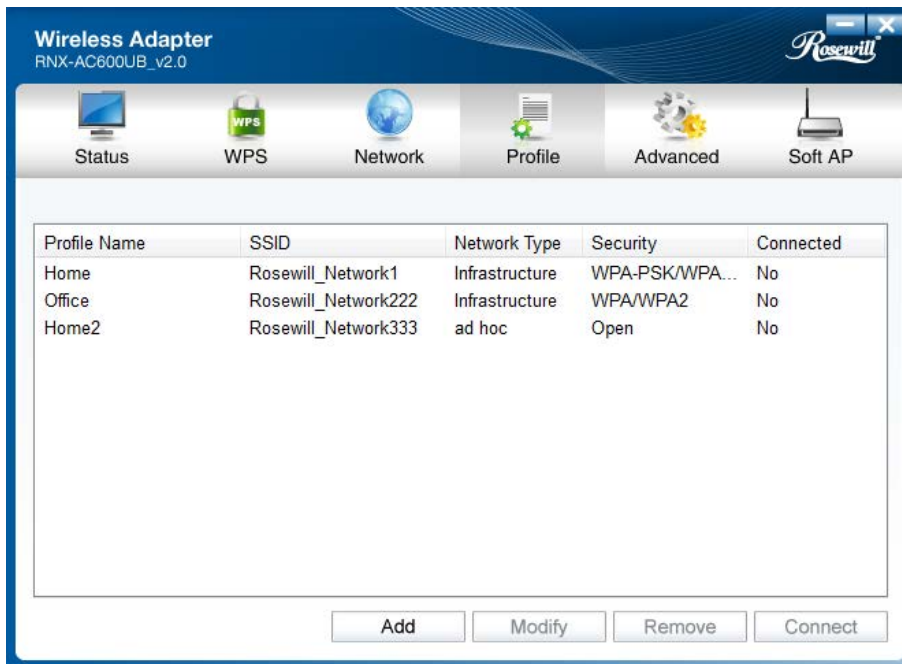 Wireless Adapter
RNX-AC600UB_v2.0
Rosewill
Status WPS Network Profile Advanced Soft AP
WPS
Profile Name SSID Network Type Security Connected
Home Rosewill_Network1 Infrastructure WPA-PSK/WPA... No
Office Rosewill_Network222 Infrastructure WPA/WPA2 No
Home2 Rosewill_Network333 ad hoc Open No
Add Modify Remove Connect